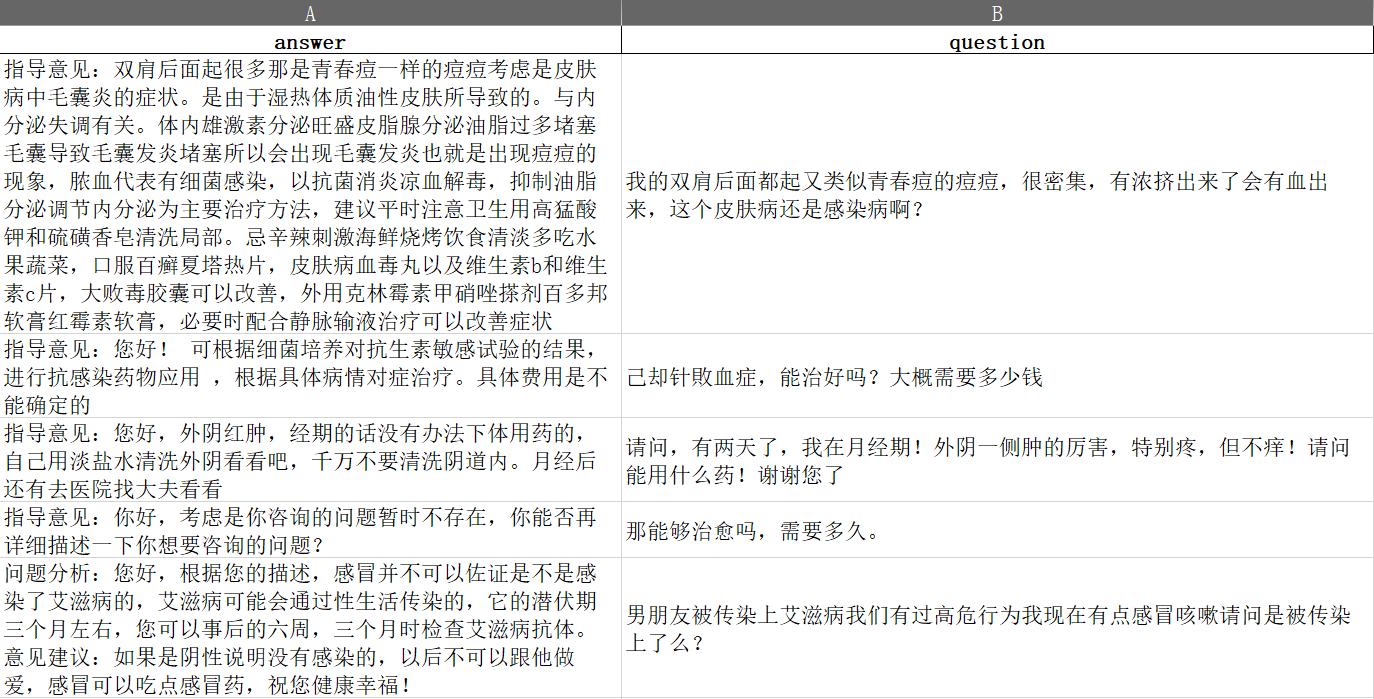 A
B
answer
question
指导意见：双肩后面起很多那是青春痘一样的痘痘考虑是皮肤
病中毛囊炎的症状。是由于湿热体质油性皮肤所导致的。与内
分泌失调有关。体内雄激素分泌旺盛皮脂腺分泌油脂过多堵塞
毛囊导致毛囊发炎堵塞所以会出现毛囊发炎也就是出现痘痘的
现象，脓血代表有细菌感染，以抗菌消炎凉血解毒，抑制油脂
分泌调节内分泌为主要治疗方法，建议平时注意卫生用高猛酸
钾和硫磺香皂清洗局部。忌辛辣刺激海鲜烧烤饮食清淡多吃水
果蔬菜，口服百癣夏塔热片，皮肤病血毒丸以及维生素b和维生
素c片，大败毒胶囊可以改善，外用克林霉素甲硝唑搽剂百多邦
软膏红霉素软膏，必要时配合静脉输液治疗可以改善症状
我的双肩后面都起又类似青春痘的痘痘，很密集，有浓挤出来了会有血出
来，这个皮肤病还是感染病啊？
指导意见：您好！ 可根据细菌培养对抗生素敏感试验的结果，
进行抗感染药物应用 ，根据具体病情对症治疗。具体费用是不
能确定的
己却针敗血症，能治好吗？大概需要多少钱
指导意见：您好，外阴红肿，经期的话没有办法下体用药的，
自己用淡盐水清洗外阴看看吧，千万不要清洗阴道内。月经后
还有去医院找大夫看看
请问，有两天了，我在月经期！外阴一侧肿的厉害，特别疼，但不痒！请问
能用什么药！谢谢您了
指导意见：你好，考虑是你咨询的问题暂时不存在，你能否再
详细描述一下你想要咨询的问题？
那能够治愈吗，需要多久。
问题分析：您好，根据您的描述，感冒并不可以佐证是不是感
染了艾滋病的，艾滋病可能会通过性生活传染的，它的潜伏期
三个月左右，您可以事后的六周，三个月时检查艾滋病抗体。
意见建议：如果是阴性说明没有感染的，以后不可以跟他做
爱，感冒可以吃点感冒药，祝您健康幸福！
男朋友被传染上艾滋病我们有过高危行为我现在有点感冒咳嗽请问是被传染
上了么？